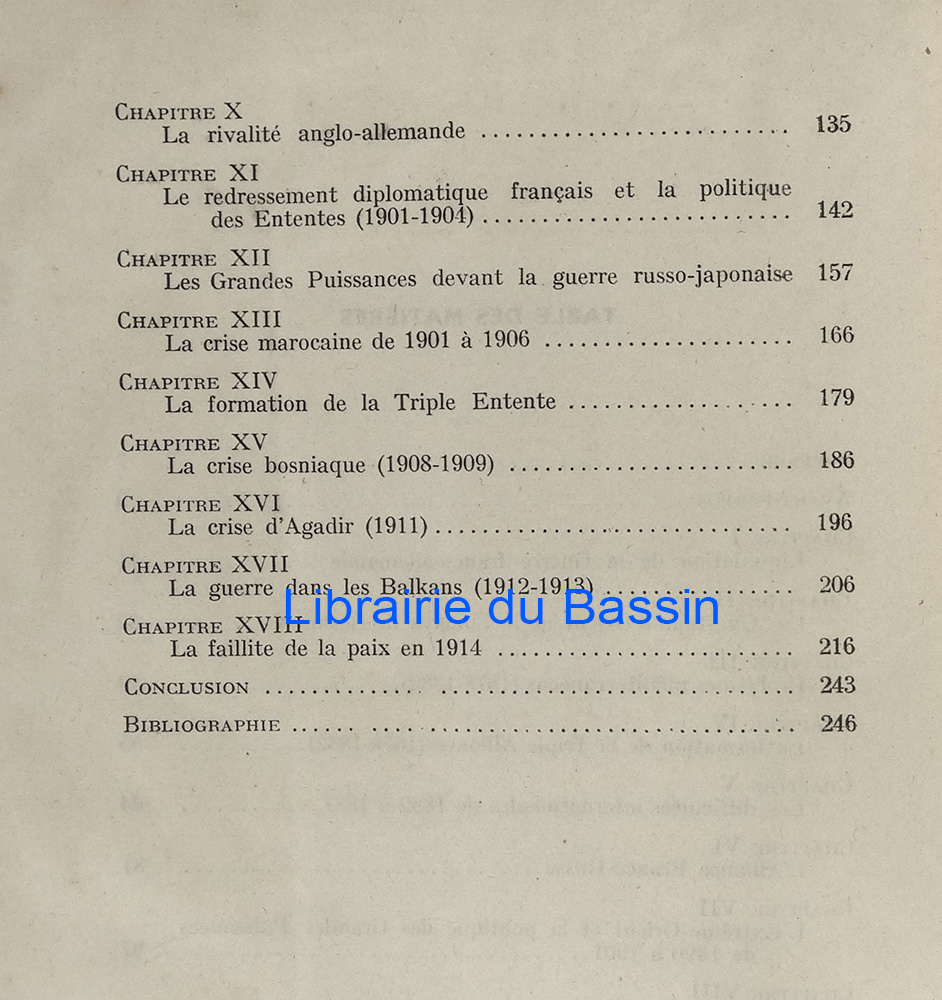 CHAPITRE X
La rivalité anglo-allemande .......................... 135
CHAPITRE XI
Le redressement diplomatique français et la politique
des Ententes (1901-1904) .......................... 142
CHAPITRE XII
Les Grandes Puissances devant la guerre russo-japonaise 157
CHAPITRE XIII
La crise marocaine de 1901 à 1906 ..................... 166
CHAPITRE XIV
La formation de la Triple Entente ................... 179
CHAPITRE XV
La crise bosniaque (1908-1909) ........................ 186
CHAPITRE XVI
La crise d'Agadir (1911) .............................. 196
CHAPITRE XVII
La guerre dans les Balkans (1912-1913) ................ 206
Librairie du Bassin
CHAPITRE XVIII
La faillite de la paix en 1914 ......................... 216
CONCLUSION ............................................. 243
BIBLIOGRAPHIE .......................................... 246